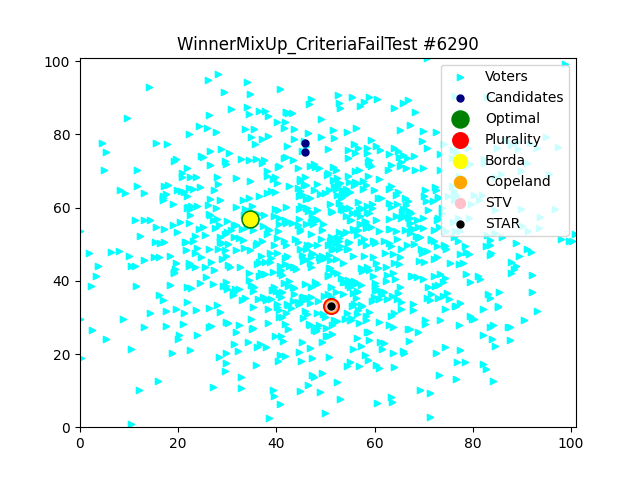 WinnerMixUp_CriteriaFailTest #6290
100
80
60
40
20
0
0
20
40
60
80
100
Voters
Candidates
Optimal
Plurality
Borda
Copeland
STV
STAR